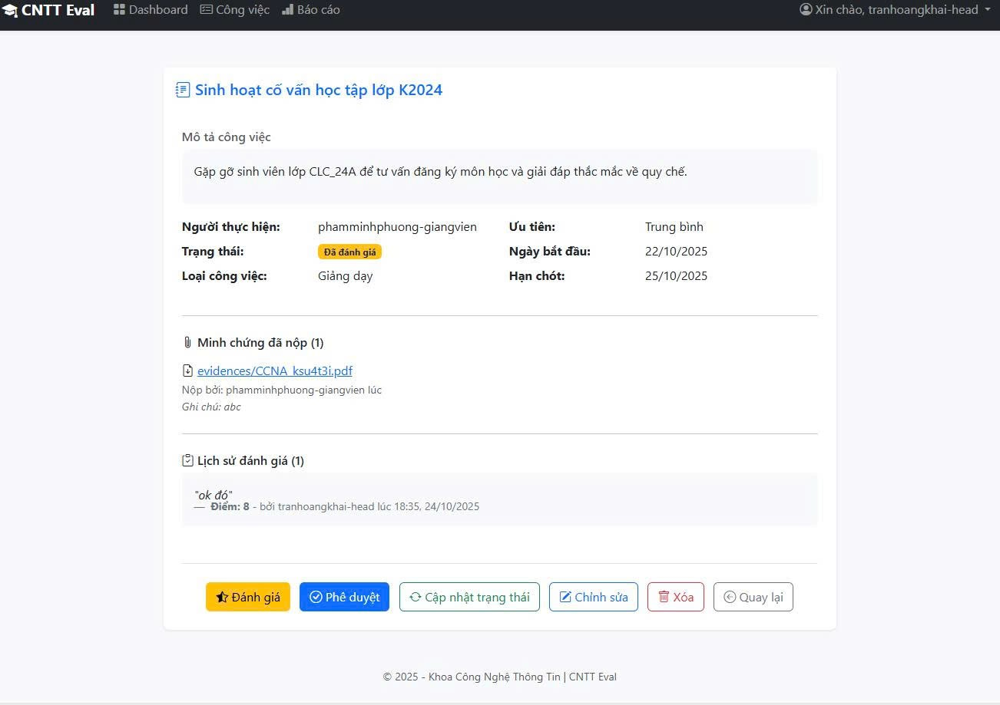 CNTT Eval Dashboard Công việc Báo cáo Xin chào, tranhoangkhai-head
Sinh hoạt cố vấn học tập lớp K2024
Mô tả công việc
Gặp gỡ sinh viên lớp CLC_24A để tư vấn đăng ký môn học và giải đáp thắc mắc về quy chế.
Người thực hiện: phamminhphuong-giangvien Ưu tiên: Trung bình
Trạng thái: Đã đánh giá Ngày bắt đầu: 22/10/2025
Loại công việc: Giảng dạy Hạn chót: 25/10/2025
Minh chứng đã nộp (1)
evidences/CCNA_ksu4t3i.pdf
Nộp bởi: phamminhphuong-giangvien lúc
Ghi chú: abc
Lịch sử đánh giá (1)
"ok đó"
— Điểm: 8 - bởi tranhoangkhai-head lúc 18:35, 24/10/2025
Đánh giá Phê duyệt Cập nhật trạng thái Chỉnh sửa Xóa Quay lại
© 2025 - Khoa Công Nghệ Thông Tin | CNTT Eval